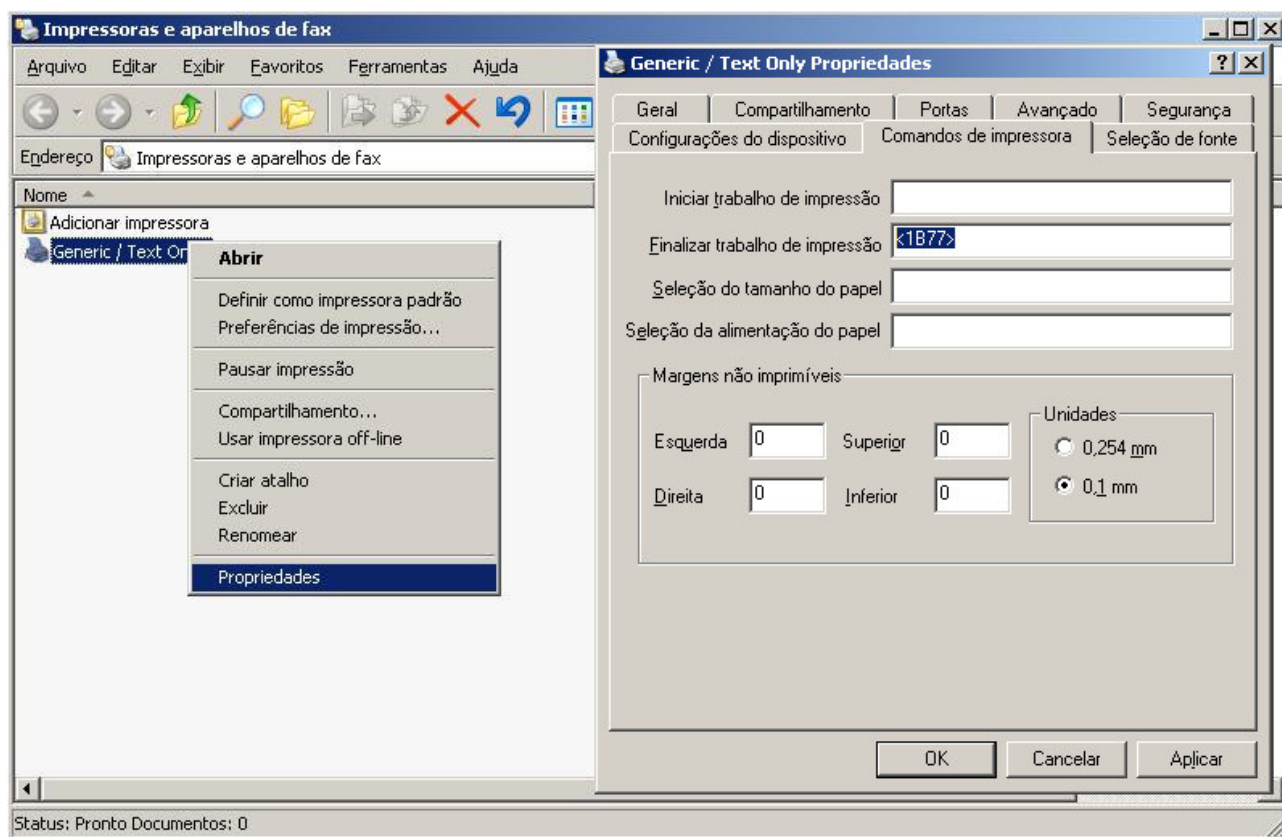 Impressoras e aparelhos de fax
Arquivo Editar Exibir Favoritos Ferramentas Ajuda
Endereço Impressoras e aparelhos de fax
Nome
Adicionar impressora
Generic / Text On
Abrir
Definir como impressora padrão
Preferências de impressão...
Pausar impressão
Compartilhamento...
Usar impressora off-line
Criar atalho
Excluir
Renomear
Propriedades
Status: Pronto Documentos: 0
Generic / Text Only Propriedades
Geral Compartilhamento Portas Avançado Segurança
Configurações do dispositivo Comandos de impressora Seleção de fonte
Iniciar trabalho de impressão
Finalizar trabalho de impressão <1B77>
Seleção do tamanho do papel
Seleção da alimentação do papel
Margens não imprimíveis
Unidades
Esquerda 0 Superior 0 0,254 mm
Direita 0 Inferior 0 0,1 mm
OK Cancelar Aplicar